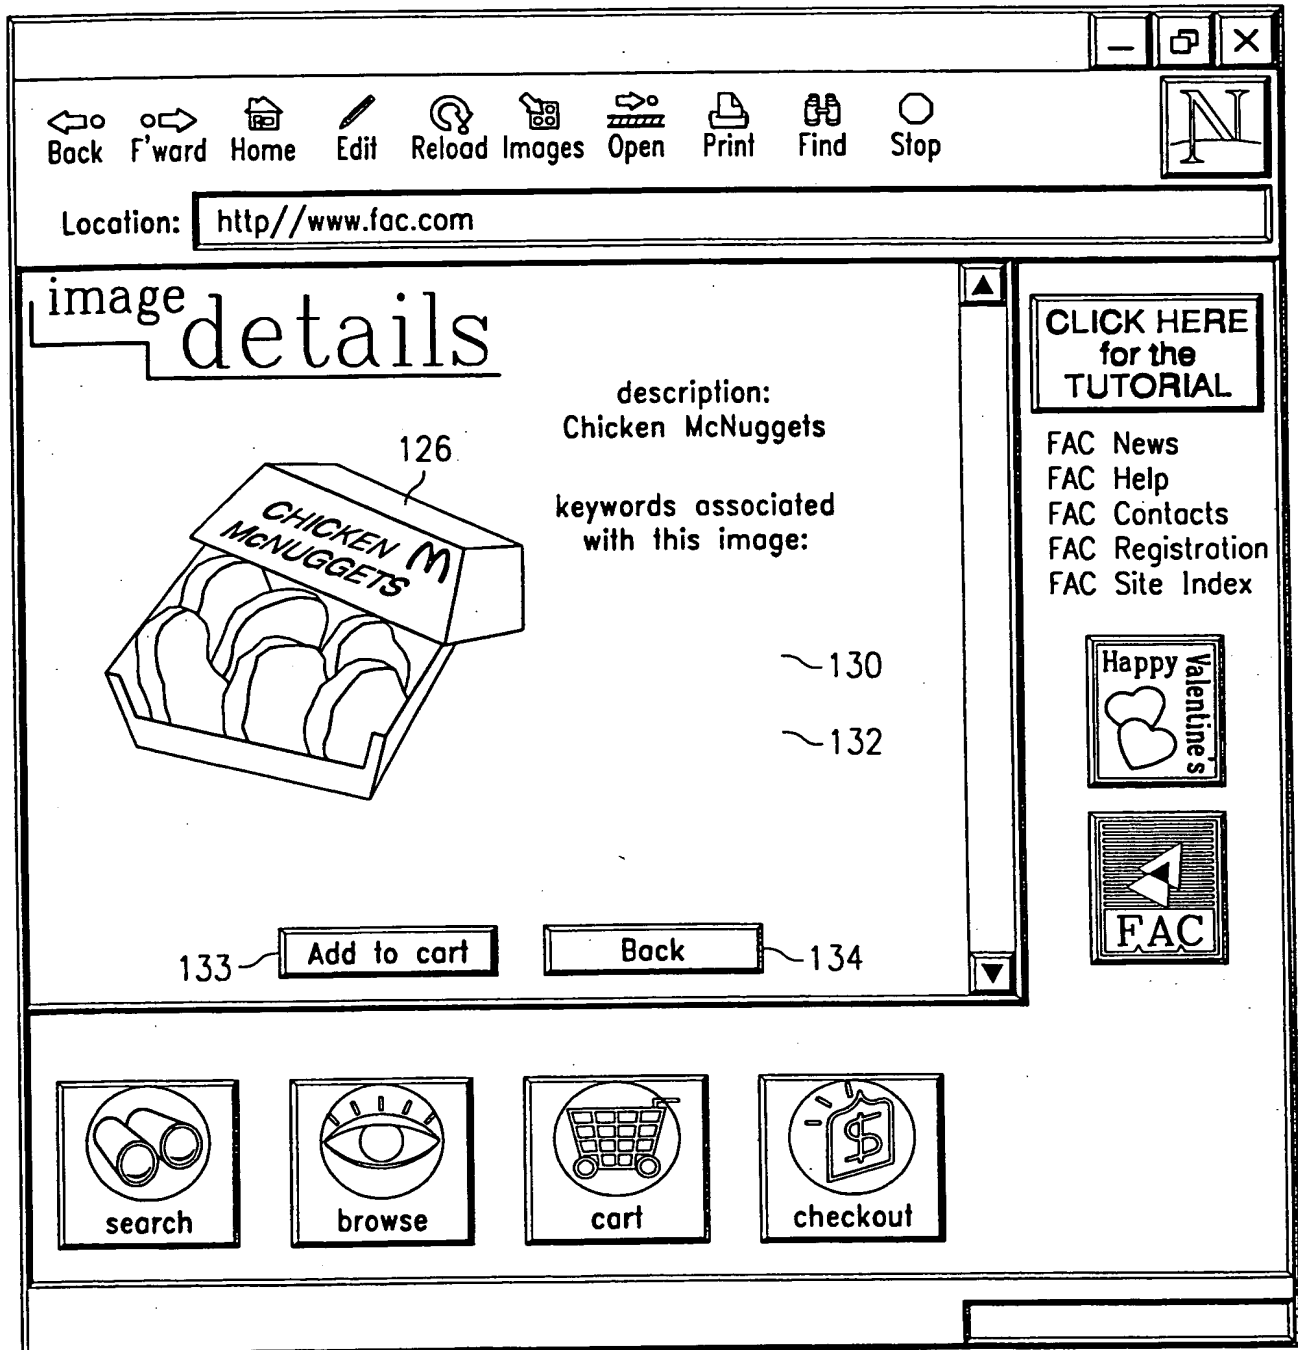 Back F'ward Home Edit Reload Images Open Print Find Stop
N
Location: http//www.fac.com
image
details
description:
Chicken McNuggets
keywords associated
with this image:
126
CHICKEN
McNUGGETS M
130
132
133 Add to cart Back 134
CLICK HERE
for the
TUTORIAL
FAC News
FAC Help
FAC Contacts
FAC Registration
FAC Site Index
Happy
Valentine's
FAC
search browse cart checkout